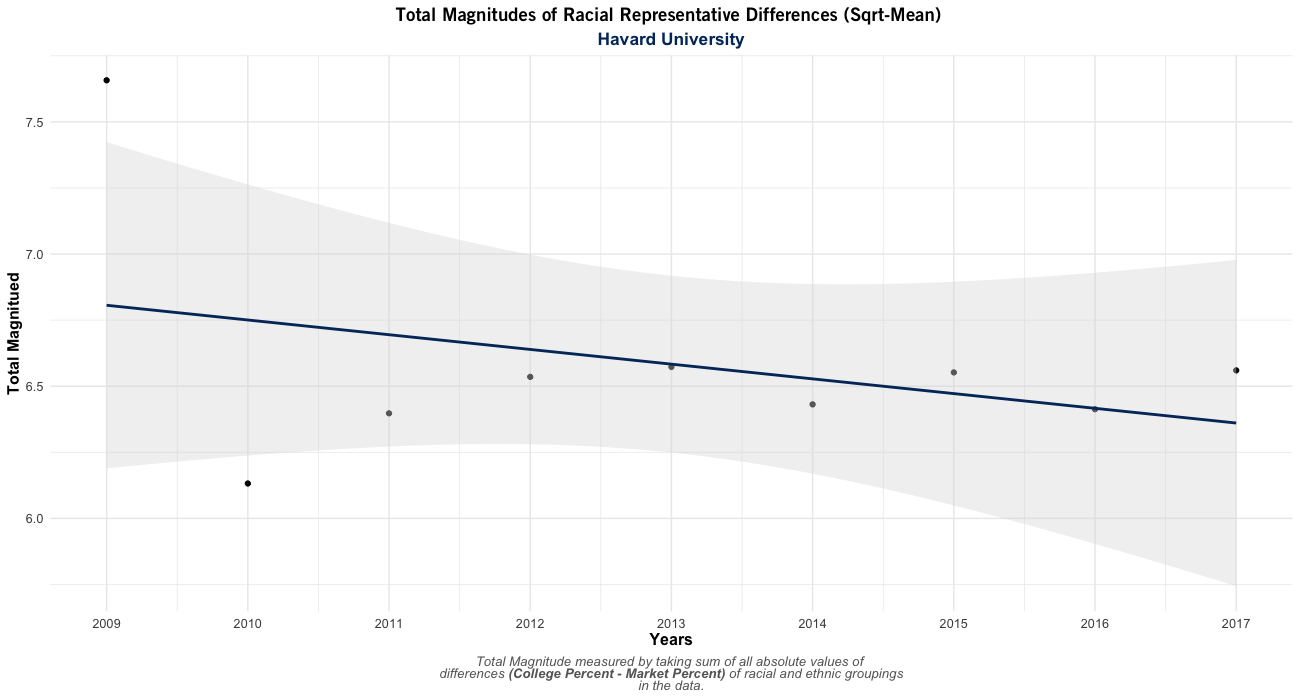 Total Magnitudes of Racial Representative Differences (Sqrt-Mean)
Havard University
7.5
7.0
6.5
6.0
Total Magnitued
2009 2010 2011 2012 2013 2014 2015 2016 2017
Years
Total Magnitude measured by taking sum of all absolute values of
differences (College Percent - Market Percent) of racial and ethnic groupings
in the data.